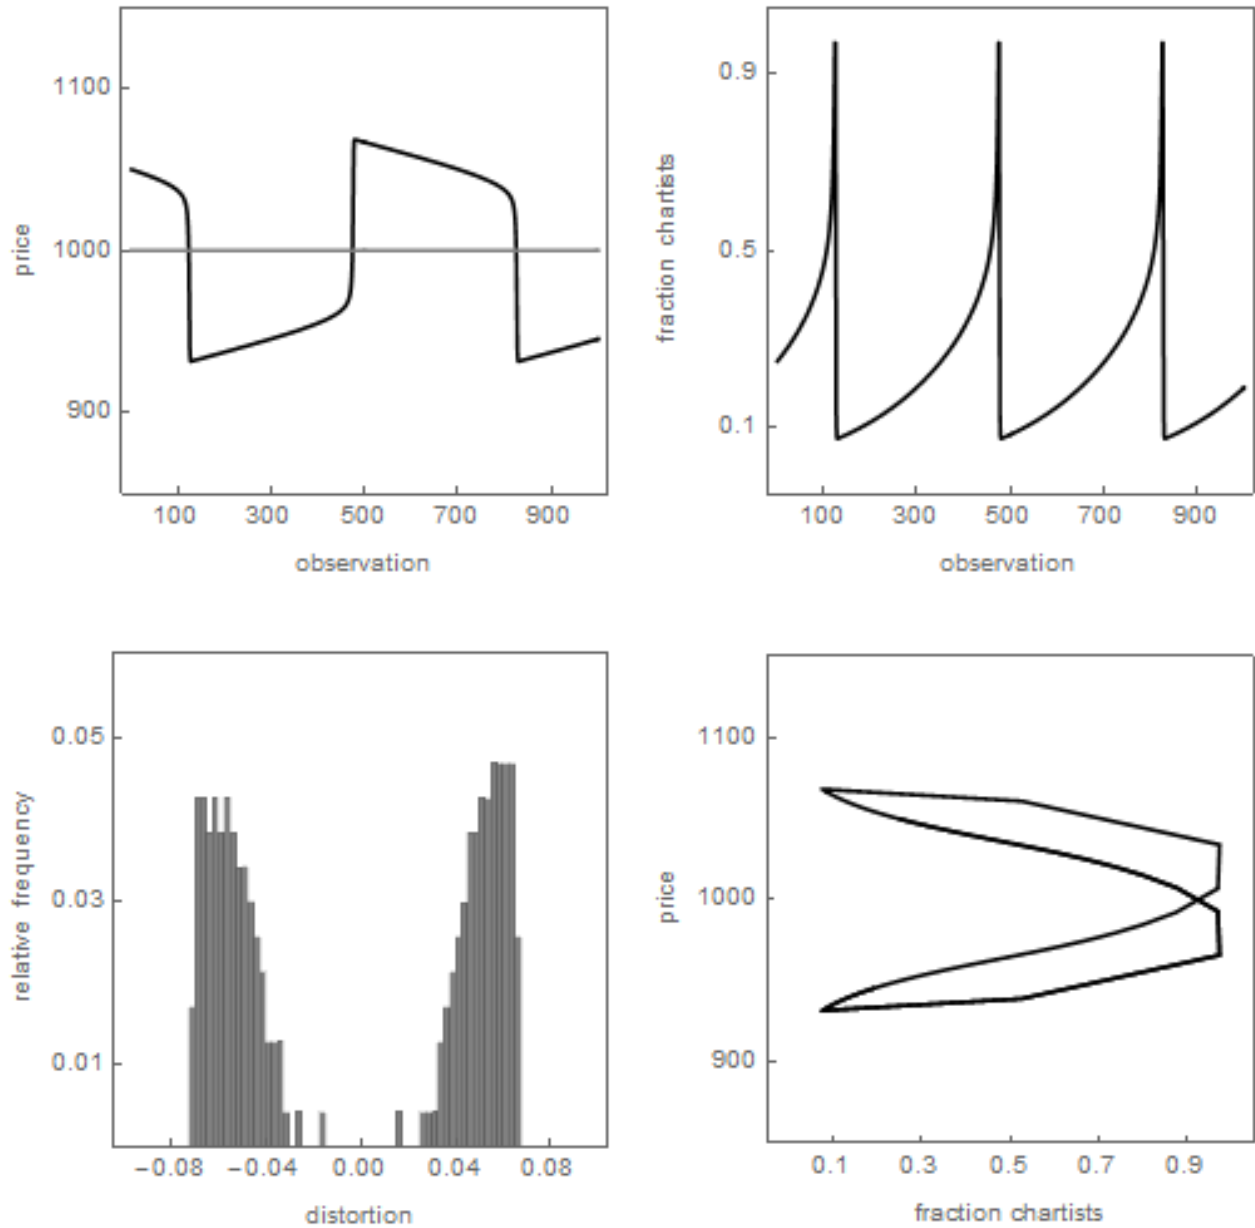 1100
1000
900
price
100 300 500 700 900
observation
0.9
0.5
0.1
fraction chartists
100 300 500 700 900
observation
0.05
0.03
0.01
relative frequency
−0.08 −0.04 0.00 0.04 0.08
distortion
1100
1000
900
price
0.1 0.3 0.5 0.7 0.9
fraction chartists